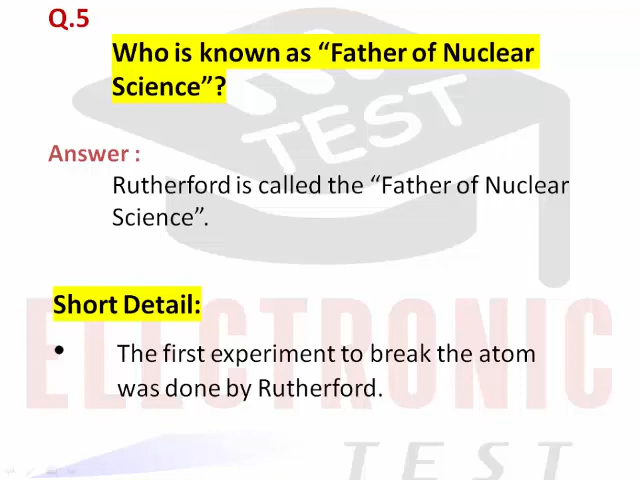 Q.5
Who is known as “Father of Nuclear
Science”?
TEST
Answer :
Rutherford is called the “Father of Nuclear
Science”.
Short Detail:
ELECTRONIC
• The first experiment to break the atom
was done by Rutherford.
TEST